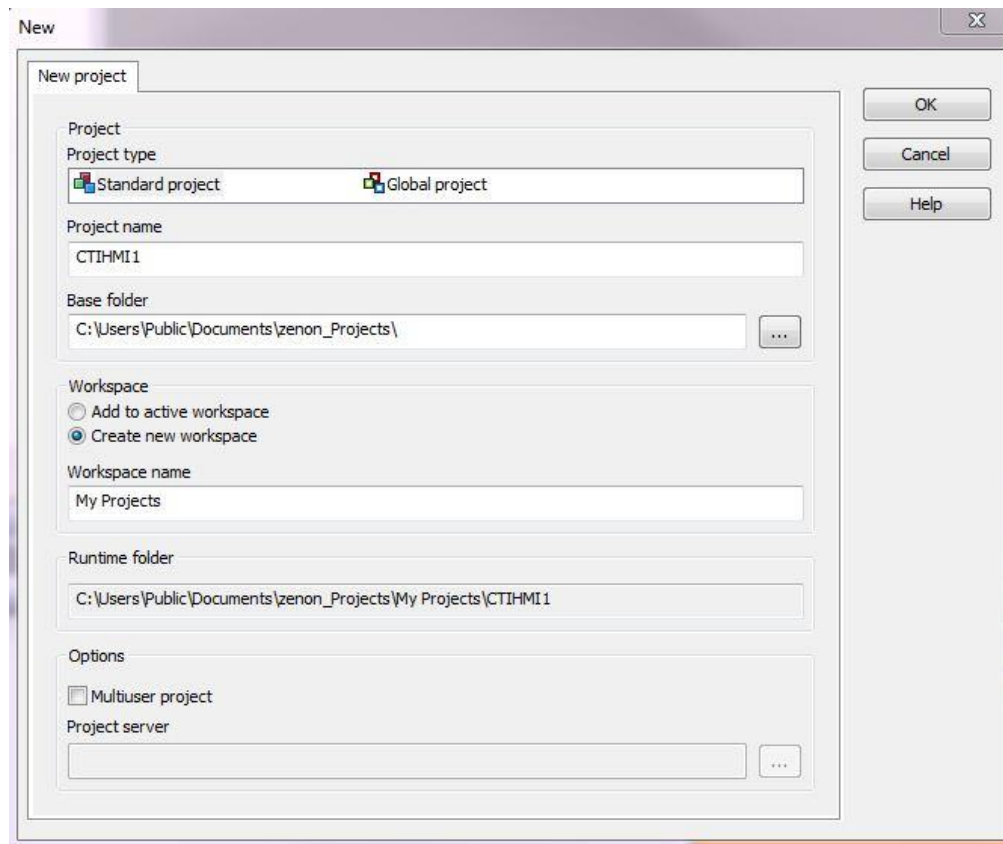 New
New project
OK
Cancel
Help
Project
Project type
Standard project Global project
Project name
CTIHMI1
Base folder
C:\Users\Public\Documents\zenon_Projects\
...
Workspace
Add to active workspace
Create new workspace
Workspace name
My Projects
Runtime folder
C:\Users\Public\Documents\zenon_Projects\My Projects\CTIHMI1
Options
Multiuser project
Project server
...